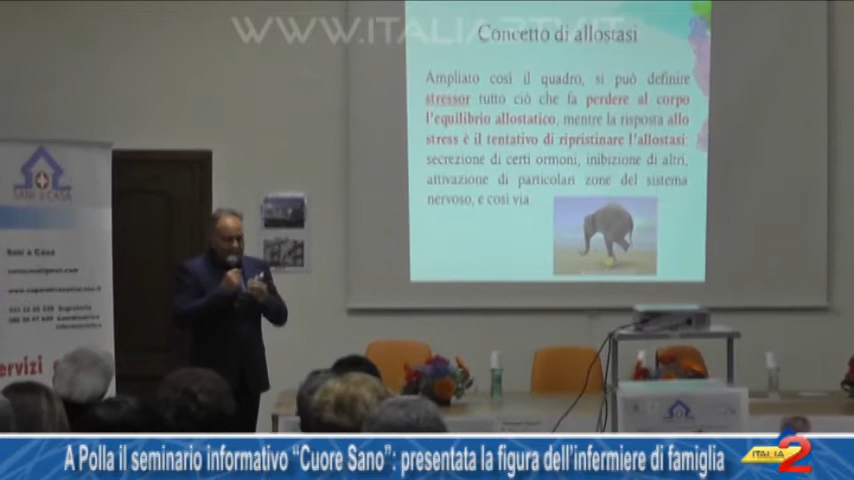 WWW.ITALIA2TV.IT
Concetto di allostasi
Ampliato così il quadro, si può definire
stressor tutto ciò che fa perdere al corpo
l'equilibrio allostatico, mentre la risposta allo
stress è il tentativo di ripristinare l'allostasi:
secrezione di certi ormoni, inibizione di altri,
attivazione di particolari zone del sistema
nervoso, e così via
SANI A CASA
Sani a Casa
ervizi
A Polla il seminario informativo “Cuore Sano”: presentata la figura dell'infermiere di famiglia
ITALIA 2